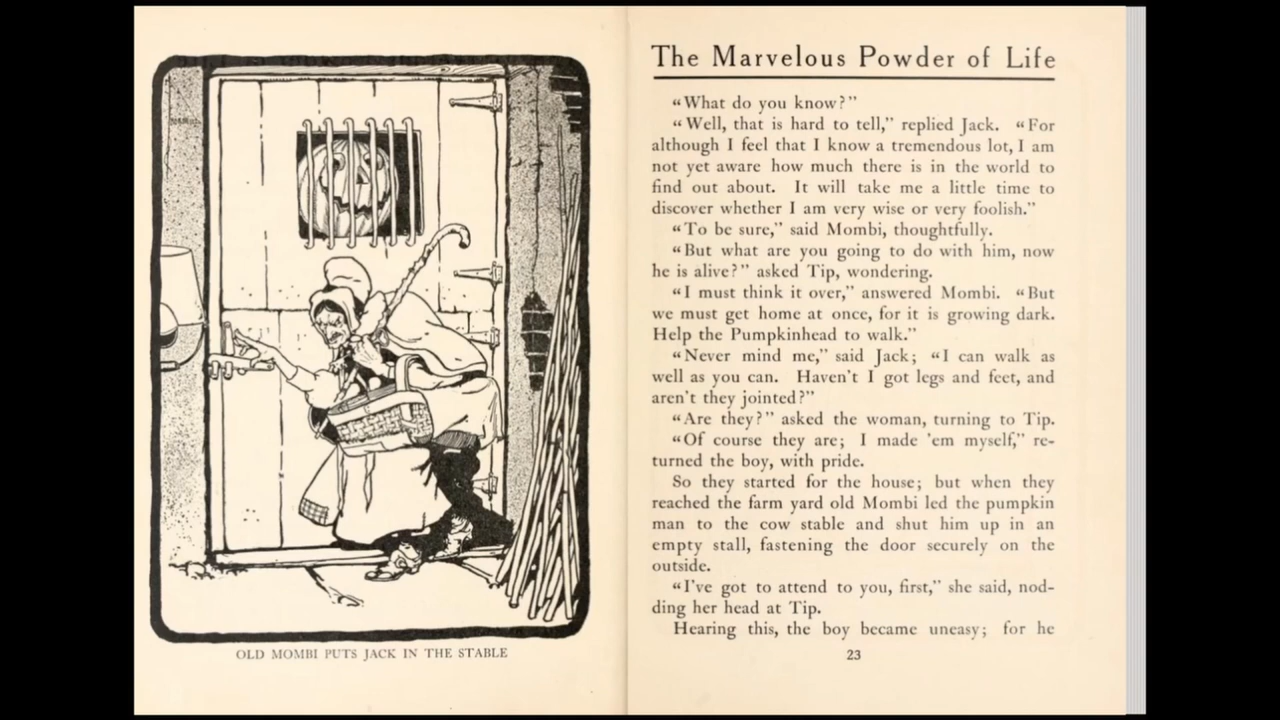 OLD MOMBI PUTS JACK IN THE STABLE
The Marvelous Powder of Life
“What do you know?”
“Well, that is hard to tell,” replied Jack. “For
although I feel that I know a tremendous lot, I am
not yet aware how much there is in the world to
find out about. It will take me a little time to
discover whether I am very wise or very foolish.”
“To be sure,” said Mombi, thoughtfully.
“But what are you going to do with him, now
he is alive?” asked Tip, wondering.
“I must think it over,” answered Mombi. “But
we must get home at once, for it is growing dark.
Help the Pumpkinhead to walk.”
“Never mind me,” said Jack; “I can walk as
well as you can. Haven't I got legs and feet, and
aren't they jointed?”
“Are they?” asked the woman, turning to Tip.
“Of course they are; I made 'em myself,” re-
turned the boy, with pride.
So they started for the house; but when they
reached the farm yard old Mombi led the pumpkin
man to the cow stable and shut him up in an
empty stall, fastening the door securely on the
outside.
“I've got to attend to you, first,” she said, nod-
ding her head at Tip.
Hearing this, the boy became uneasy; for he
23